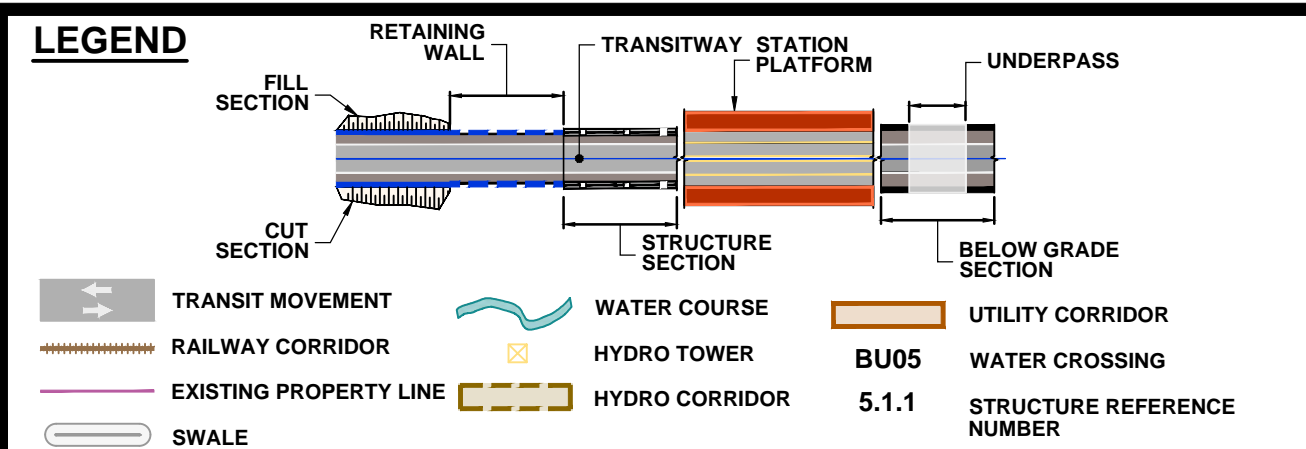 LEGEND
RETAINING
WALL
TRANSITWAY
STATION
PLATFORM
UNDERPASS
FILL
SECTION
CUT
SECTION
STRUCTURE
SECTION
BELOW GRADE
SECTION
TRANSIT MOVEMENT
RAILWAY CORRIDOR
EXISTING PROPERTY LINE
SWALE
WATER COURSE
HYDRO TOWER
HYDRO CORRIDOR
UTILITY CORRIDOR
BU05 WATER CROSSING
5.1.1 STRUCTURE REFERENCE
NUMBER